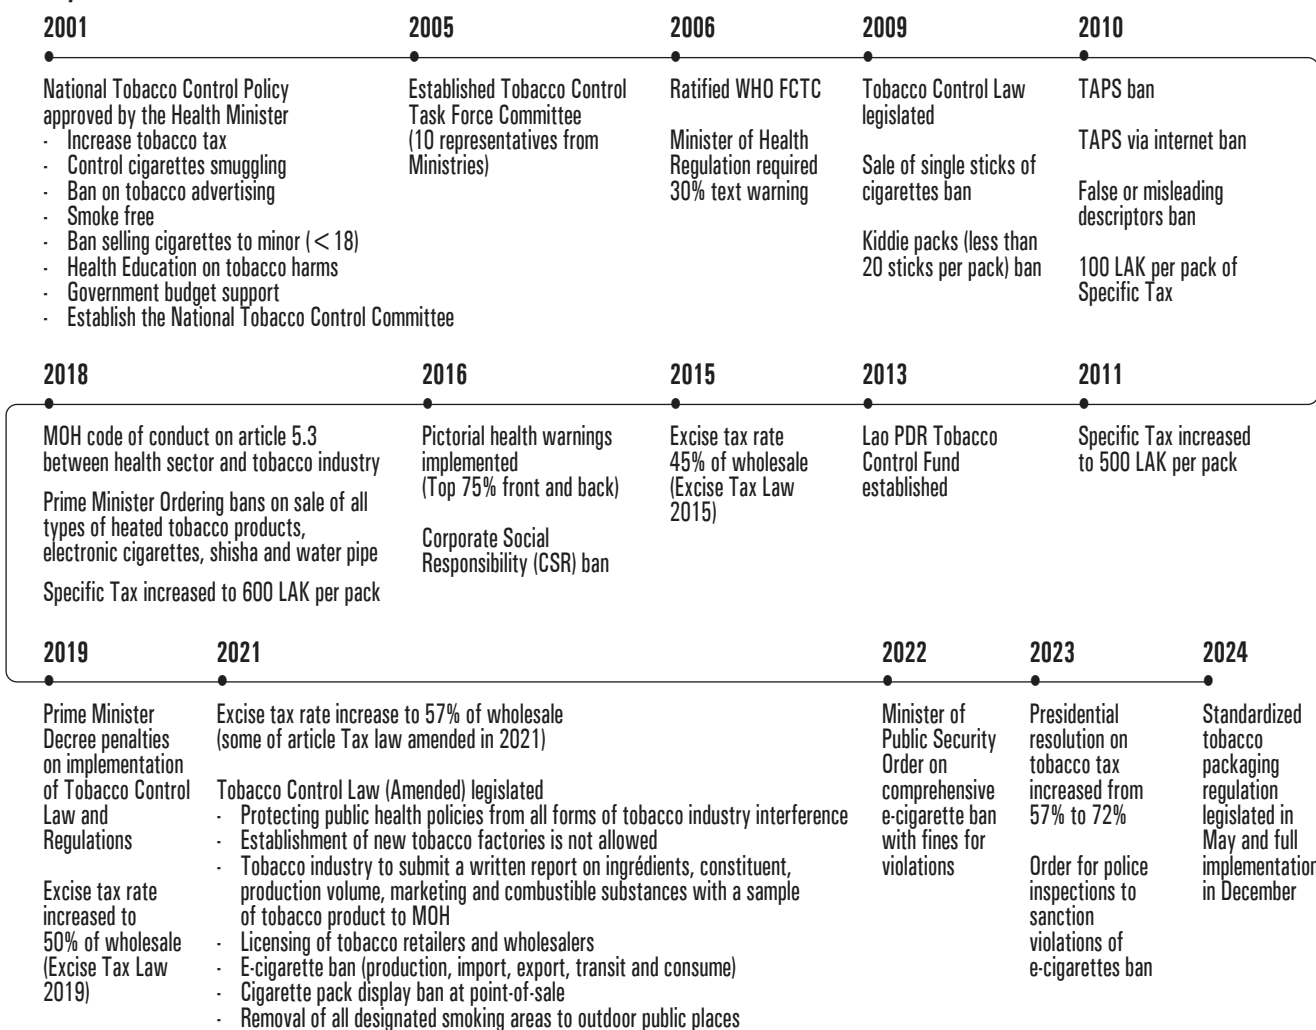 2001
National Tobacco Control Policy
approved by the Health Minister
- Increase tobacco tax
- Control cigarettes smuggling
- Ban on tobacco advertising
- Smoke free
- Ban selling cigarettes to minor (<18)
- Health Education on tobacco harms
- Government budget support
- Establish the National Tobacco Control Committee
2005
Established Tobacco Control
Task Force Committee
(10 representatives from
Ministries)
2006
Ratified WHO FCTC
Minister of Health
Regulation required
30% text warning
2009
Tobacco Control Law
legislated
Sale of single sticks of
cigarettes ban
Kiddie packs (less than
20 sticks per pack) ban
2010
TAPS ban
TAPS via internet ban
False or misleading
descriptors ban
100 LAK per pack of
Specific Tax
2011
Specific Tax increased
to 500 LAK per pack
2013
Lao PDR Tobacco
Control Fund
established
2015
Excise tax rate
45% of wholesale
(Excise Tax Law
2015)
2016
Pictorial health warnings
implemented
(Top 75% front and back)
Corporate Social
Responsibility (CSR) ban
2018
MOH code of conduct on article 5.3
between health sector and tobacco industry
Prime Minister Ordering bans on sale of all
types of heated tobacco products,
electronic cigarettes, shisha and water pipe
Specific Tax increased to 600 LAK per pack
2019
Prime Minister
Decree penalties
on implementation
of Tobacco Control
Law and
Regulations
Excise tax rate
increased to
50% of wholesale
(Excise Tax Law
2019)
2021
Excise tax rate increase to 57% of wholesale
(some of article Tax law amended in 2021)
Tobacco Control Law (Amended) legislated
- Protecting public health policies from all forms of tobacco industry interference
- Establishment of new tobacco factories is not allowed
- Tobacco industry to submit a written report on ingrédients, constituent,
production volume, marketing and combustible substances with a sample
of tobacco product to MOH
- Licensing of tobacco retailers and wholesalers
- E-cigarette ban (production, import, export, transit and consume)
- Cigarette pack display ban at point-of-sale
- Removal of all designated smoking areas to outdoor public places
2022
Minister of
Public Security
Order on
comprehensive
e-cigarette ban
with fines for
violations
2023
Presidential
resolution on
tobacco tax
increased from
57% to 72%
Order for police
inspections to
sanction
violations of
e-cigarettes ban
2024
Standardized
tobacco
packaging
regulation
legislated in
May and full
implementation
in December